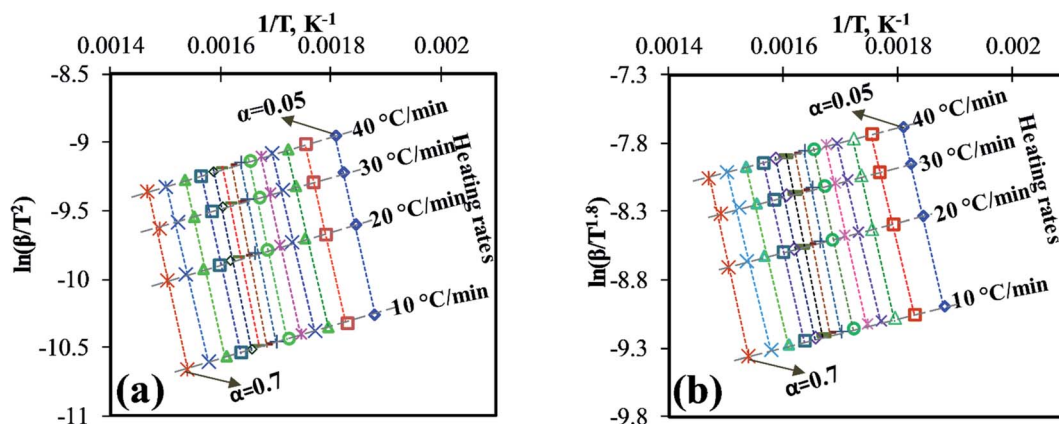 1/T, K⁻¹
0.0014 0.0016 0.0018 0.002
-8.5
-9
-9.5
-10
-10.5
-11
ln(β/T²)
α=0.05
40 °C/min
30 °C/min
20 °C/min
10 °C/min
Heating rates
α=0.7
(a)
1/T, K⁻¹
0.0014 0.0016 0.0018 0.002
-7.3
-7.8
-8.3
-8.8
-9.3
-9.8
ln(β/T¹·⁸)
α=0.05
40 °C/min
30 °C/min
20 °C/min
10 °C/min
Heating rates
α=0.7
(b)